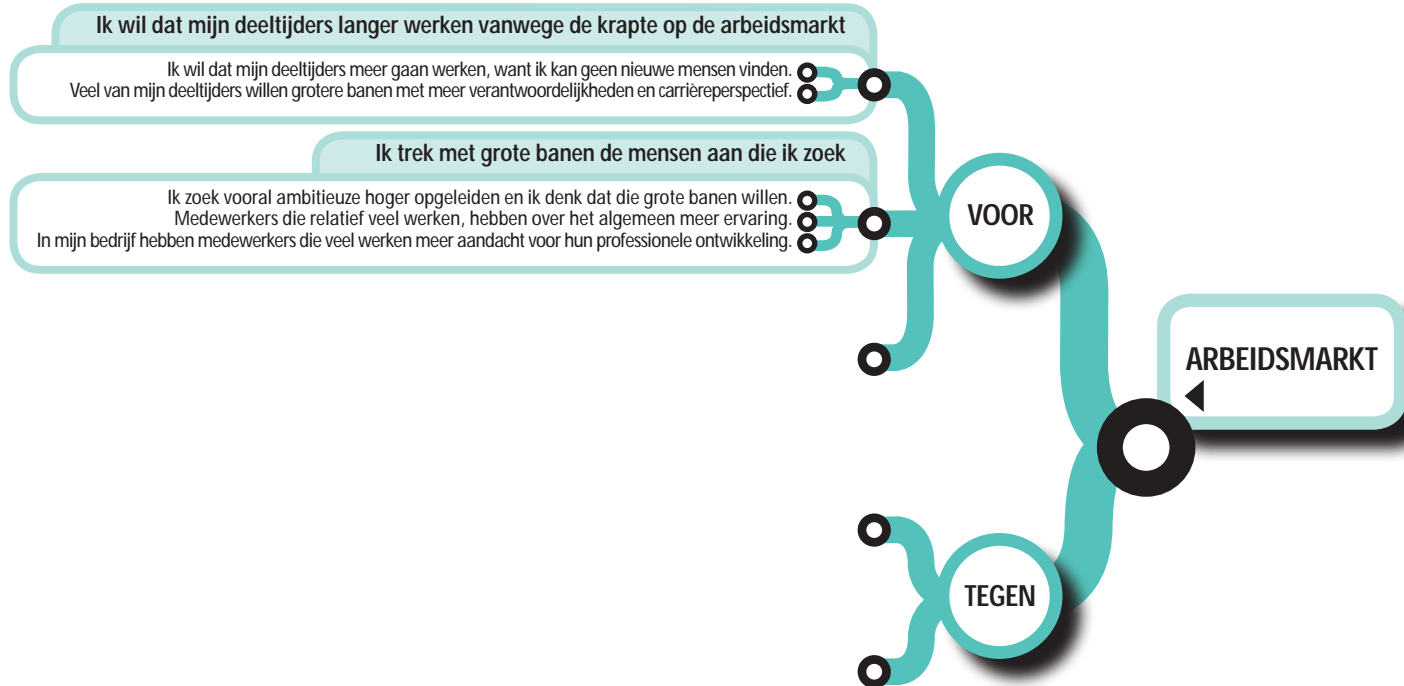 Ik wil dat mijn deeltijders langer werken vanwege de krapte op de arbeidsmarkt
Ik wil dat mijn deeltijders meer gaan werken, want ik kan geen nieuwe mensen vinden.
Veel van mijn deeltijders willen grotere banen met meer verantwoordelijkheden en carrièreperspectief.
Ik trek met grote banen de mensen aan die ik zoek
Ik zoek vooral ambitieuze hoger opgeleiden en ik denk dat die grote banen willen.
Medewerkers die relatief veel werken, hebben over het algemeen meer ervaring.
In mijn bedrijf hebben medewerkers die veel werken meer aandacht voor hun professionele ontwikkeling.
VOOR
ARBEIDSMARKT
TEGEN